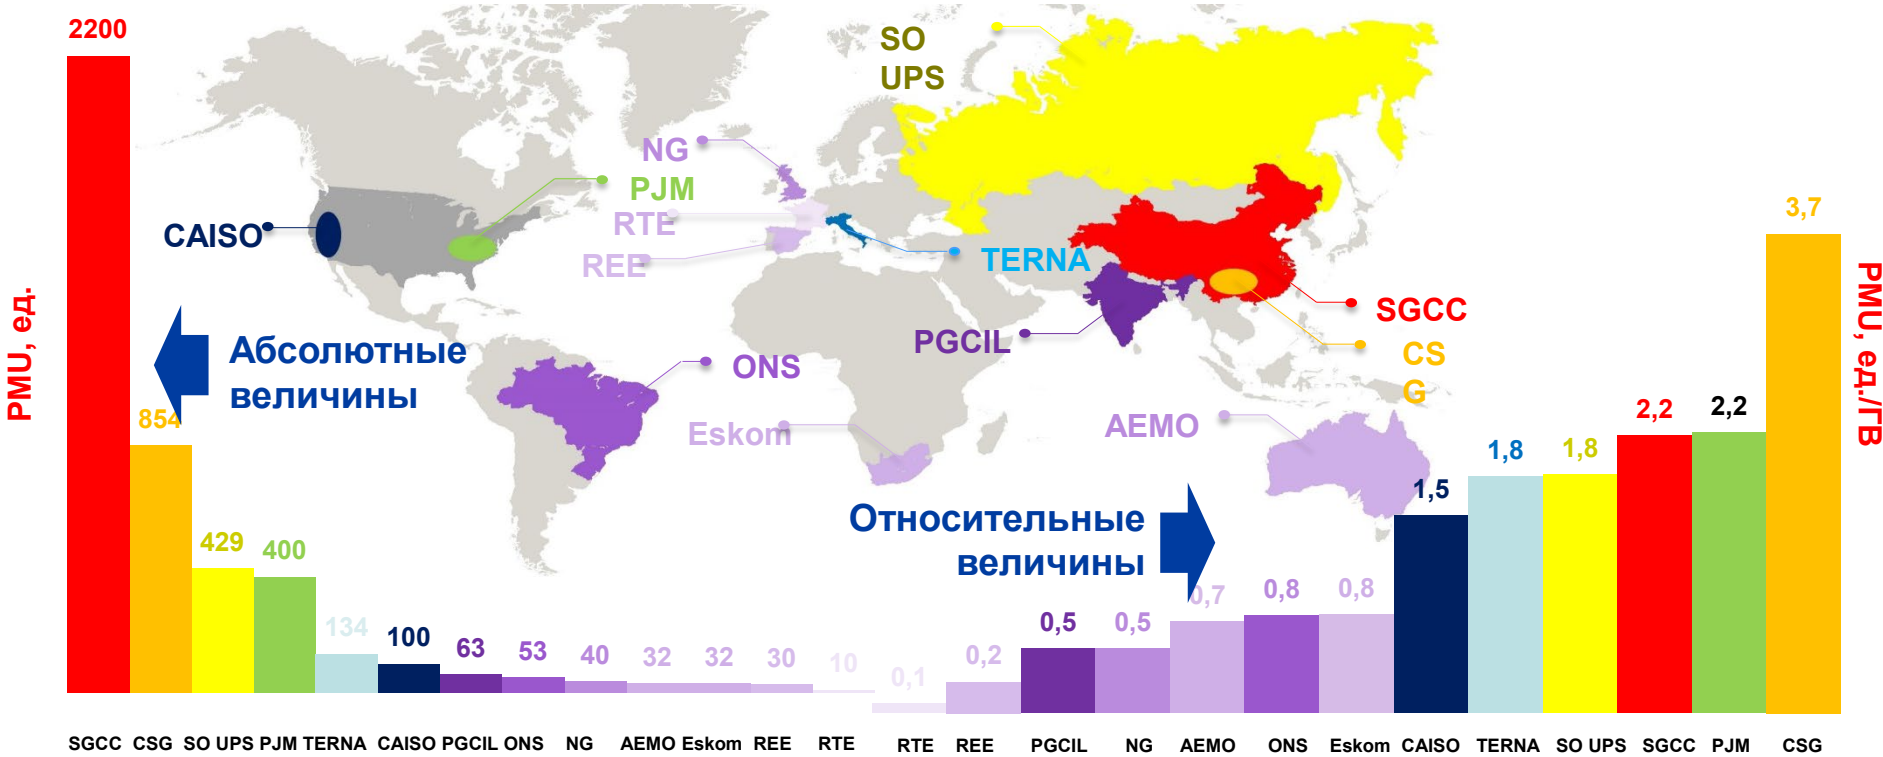 2200
854
429
400
134
100
63
53
40
32
32
30
10
PMU, ед.
Абсолютные
величины
SO
UPS
NG
PJM
RTE
REE
CAISO
TERNA
SGCC
CS
G
PGCIL
ONS
Eskom
AEMO
Относительные
величины
0,1
0,2
0,5
0,5
0,7
0,8
0,8
1,5
1,8
1,8
2,2
2,2
3,7
PMU, ед./ГВ
SGCC CSG SO UPS PJM TERNA CAISO PGCIL ONS NG AEMO Eskom REE RTE
RTE REE PGCIL NG AEMO ONS Eskom CAISO TERNA SO UPS SGCC PJM CSG